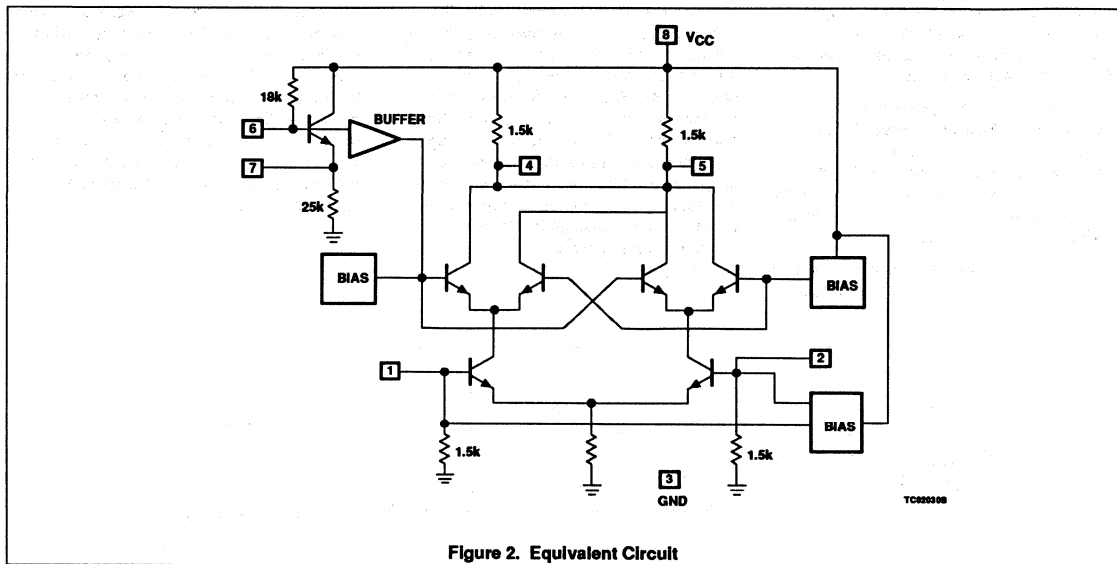 8 VCC
18k
6
BUFFER
1.5k
1.5k
7
4
5
25k
BIAS
BIAS
1
2
BIAS
1.5k
1.5k
3
GND
TC02030S
Figure 2. Equivalent Circuit